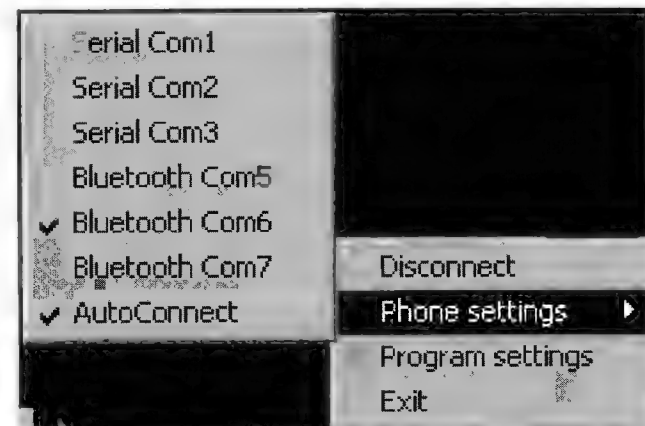 Serial Com1
Serial Com2
Serial Com3
Bluetooth Com5
Bluetooth Com6
Bluetooth Com7
AutoConnect
Disconnect
Phone settings
Program settings
Exit